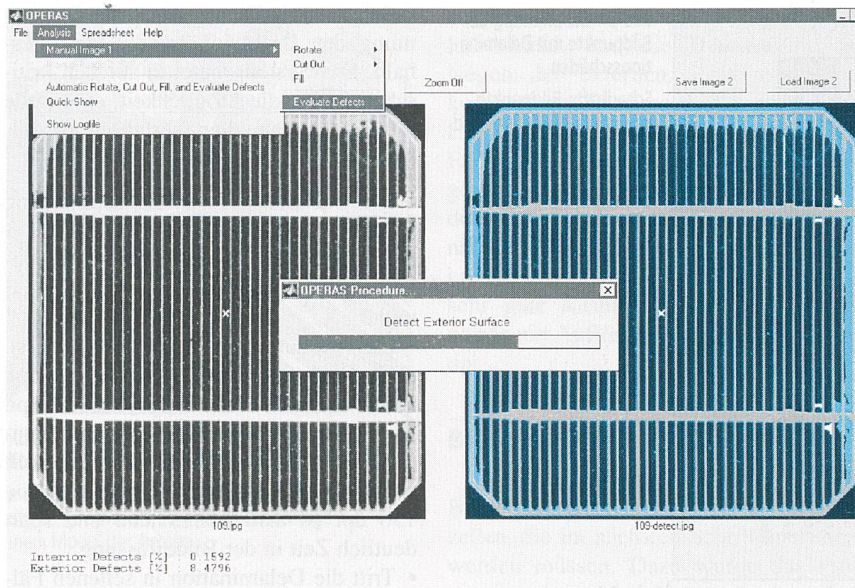 OPERAS
File Analysis Spreadsheet Help
Manual Image 1
Rotate
Cut Out
Fill
Evaluate Defects
Automatic Rotate, Cut Out, Fill, and Evaluate Defects
Quick Show
Show Logfile
Zoom Off
Save Image 2
Load Image 2
OPERAS Procedure...
Detect Exterior Surface
109.jpg
109-detect.jpg
Interior Defects [%] : 0.1592
Exterior Defects [%] : 8.4796